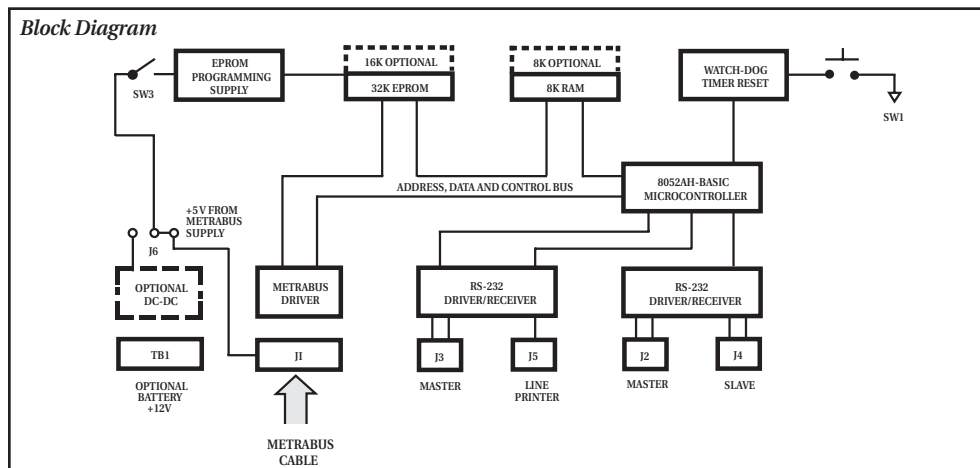 Block Diagram
EPROM
PROGRAMMING
SUPPLY
SW3
16K OPTIONAL
32K EPROM
8K OPTIONAL
8K RAM
WATCH-DOG
TIMER RESET
SW1
8052AH-BASIC
MICROCONTROLLER
ADDRESS, DATA AND CONTROL BUS
+5 V FROM
METRABUS
SUPPLY
J6
OPTIONAL
DC-DC
METRABUS
DRIVER
RS-232
DRIVER/RECEIVER
RS-232
DRIVER/RECEIVER
TB1
JI
J3
J5
J2
J4
OPTIONAL
BATTERY
+12V
MASTER
LINE
PRINTER
MASTER
SLAVE
METRABUS
CABLE